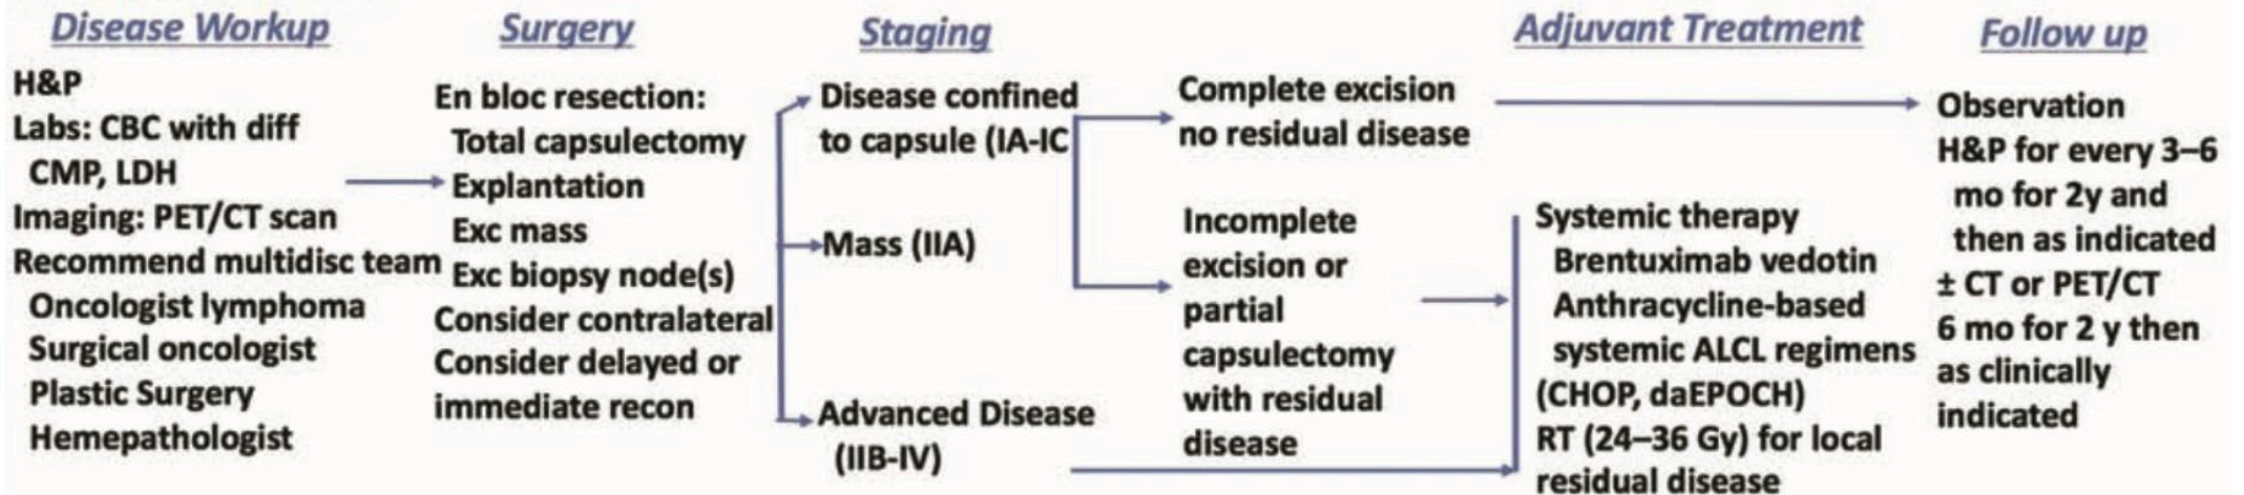 Disease Workup
H&P
Labs: CBC with diff
CMP, LDH
Imaging: PET/CT scan
Recommend multidisc team
Oncologist lymphoma
Surgical oncologist
Plastic Surgery
Hemepathologist
Surgery
En bloc resection:
Total capsulectomy
Explantation
Exc mass
Exc biopsy node(s)
Consider contralateral
Consider delayed or
immediate recon
Staging
Disease confined
to capsule (IA-IC
Mass (IIA)
Advanced Disease
(IIB-IV)
Complete excision
no residual disease
Incomplete
excision or
partial
capsulectomy
with residual
disease
Adjuvant Treatment
Systemic therapy
Brentuximab vedotin
Anthracycline-based
systemic ALCL regimens
(CHOP, daEPOCH)
RT (24–36 Gy) for local
residual disease
Follow up
Observation
H&P for every 3–6
mo for 2y and
then as indicated
± CT or PET/CT
6 mo for 2 y then
as clinically
indicated